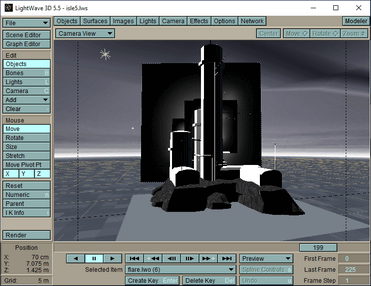 LightWave 3D 5.5 - isle5.lws
File
Objects Surfaces Images Lights Camera Effects Options Network
Modeler
Scene Editor
Graph Editor
Camera View
Center Move Rotate Zoom
Edit
Objects
Bones
Lights
Camera
Add
Clear
Mouse
Move
Rotate
Size
Stretch
Move Pivot Pt
X Y Z
Reset
Numeric
Parent
I K Info
Render
199
Position
X: 70 cm
Y: 7.075 m
Z: 1.425 m
Grid: 5 m
Preview
First Frame 0
Selected Item flare.lwo (6)
Spline Controls
Last Frame 225
Create Key
Delete Key
Undo
Frame Step 1